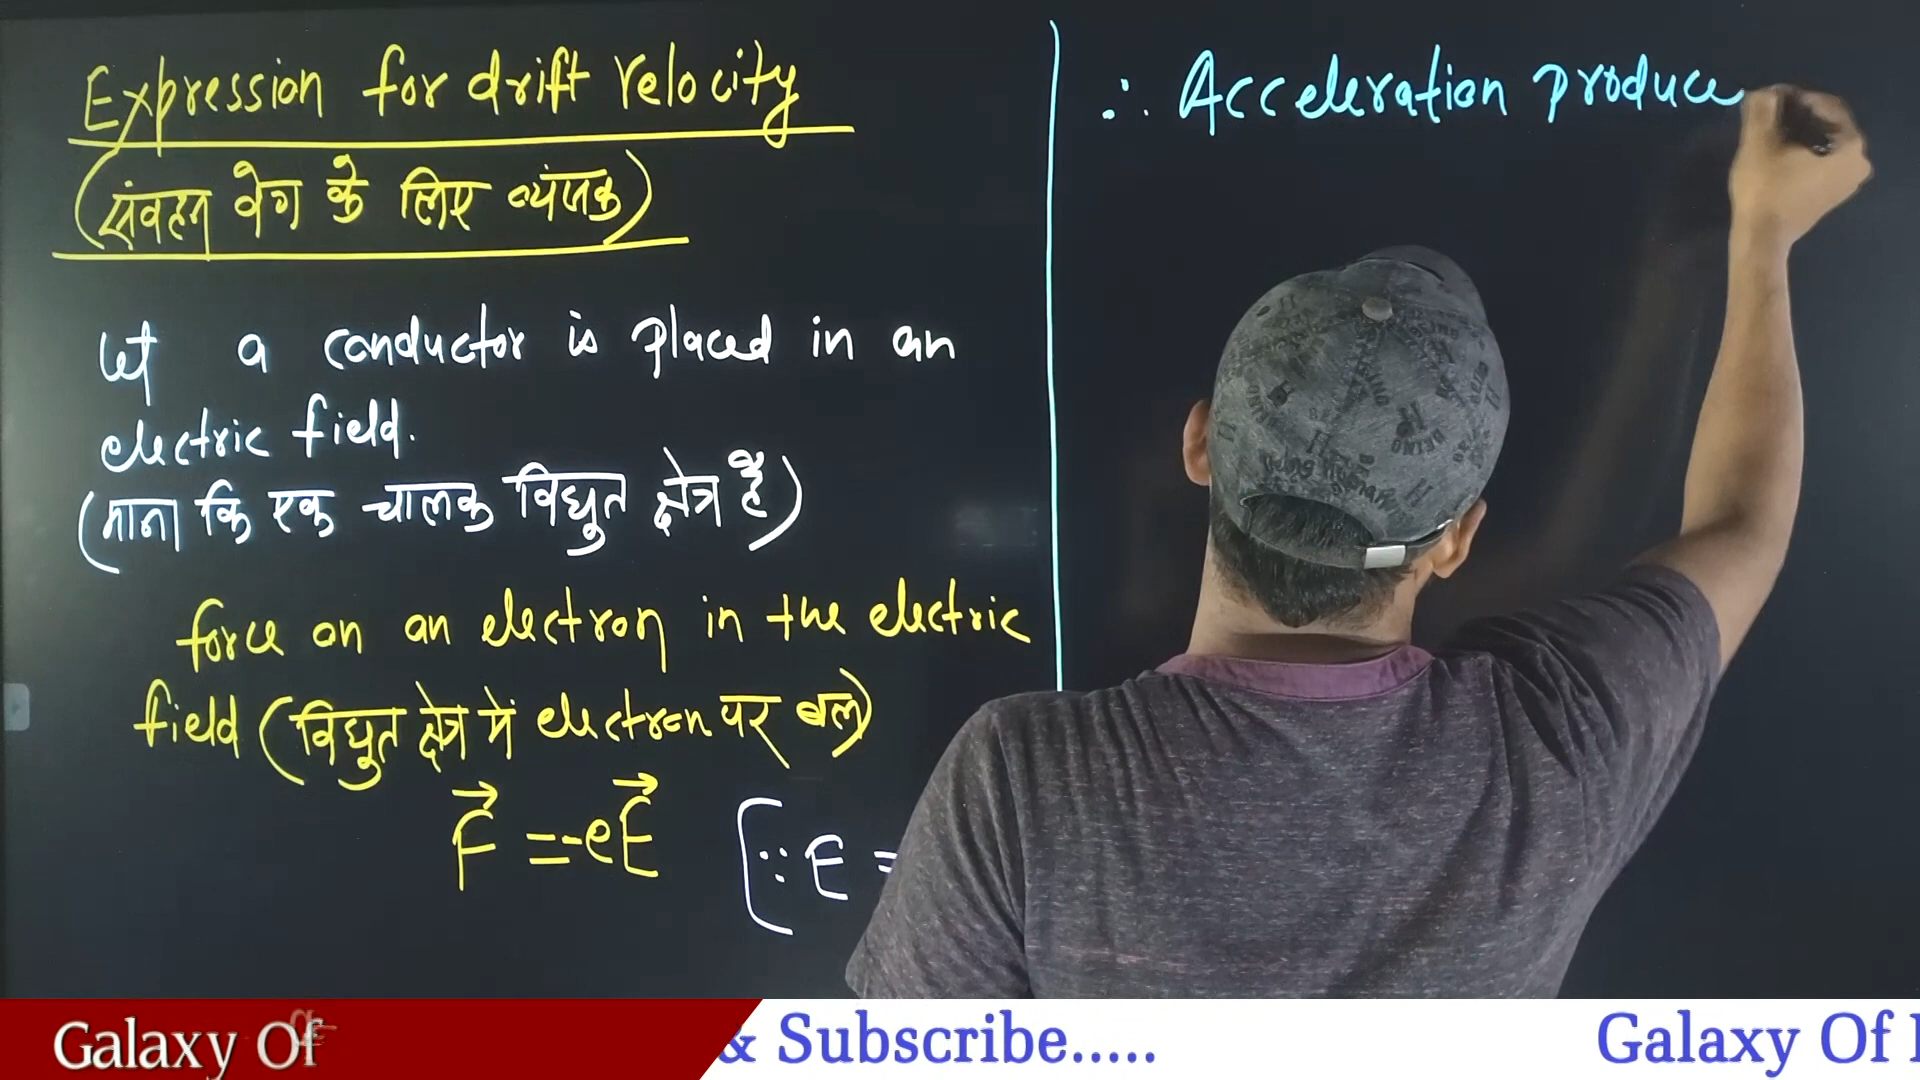 Expression for drift velocity
(संवहन वेग के लिए व्यंजक)
Let a conductor is placed in an
electric field.
(माना कि एक चालक विद्युत क्षेत्र है)
force on an electron in the electric
field (विद्युत क्षेत्र में electron पर बल)
F⃗ = -eE⃗ [∵ E =
∴ Acceleration produce
Galaxy Of
& Subscribe.....
Galaxy Of